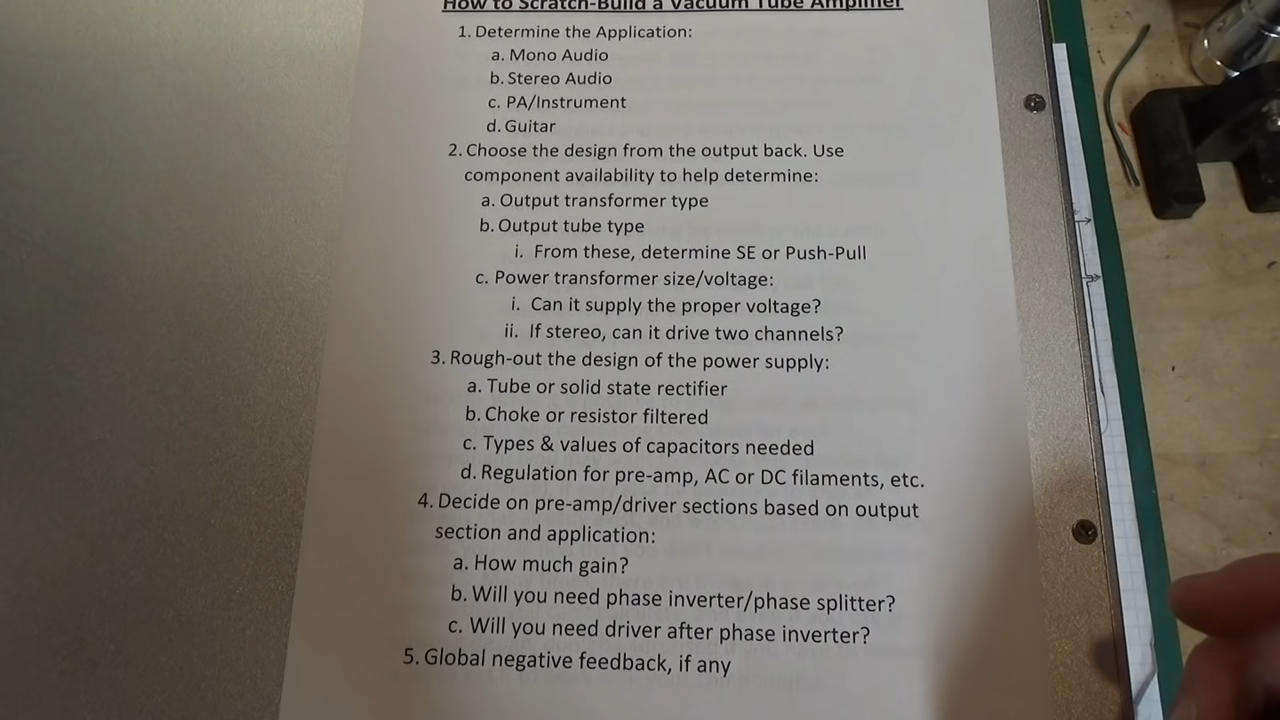 How to Scratch-Build a Vacuum Tube Amplifier
1. Determine the Application:
a. Mono Audio
b. Stereo Audio
c. PA/Instrument
d. Guitar
2. Choose the design from the output back. Use
component availability to help determine:
a. Output transformer type
b. Output tube type
i. From these, determine SE or Push-Pull
c. Power transformer size/voltage:
i. Can it supply the proper voltage?
ii. If stereo, can it drive two channels?
3. Rough-out the design of the power supply:
a. Tube or solid state rectifier
b. Choke or resistor filtered
c. Types & values of capacitors needed
d. Regulation for pre-amp, AC or DC filaments, etc.
4. Decide on pre-amp/driver sections based on output
section and application:
a. How much gain?
b. Will you need phase inverter/phase splitter?
c. Will you need driver after phase inverter?
5. Global negative feedback, if any